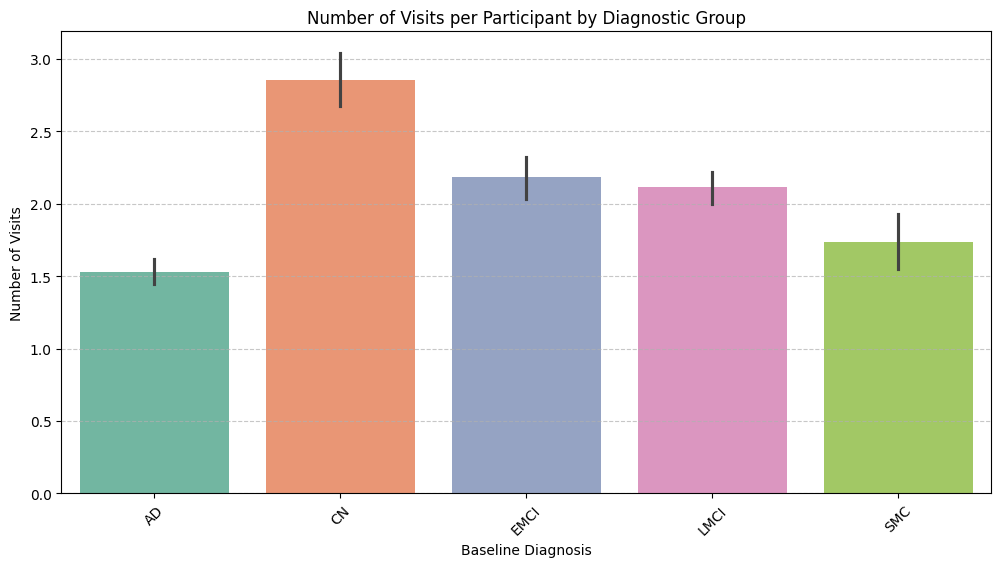 Number of Visits per Participant by Diagnostic Group
Number of Visits
3.0
2.5
2.0
1.5
1.0
0.5
0.0
AD
CN
EMCI
LMCI
SMC
Baseline Diagnosis